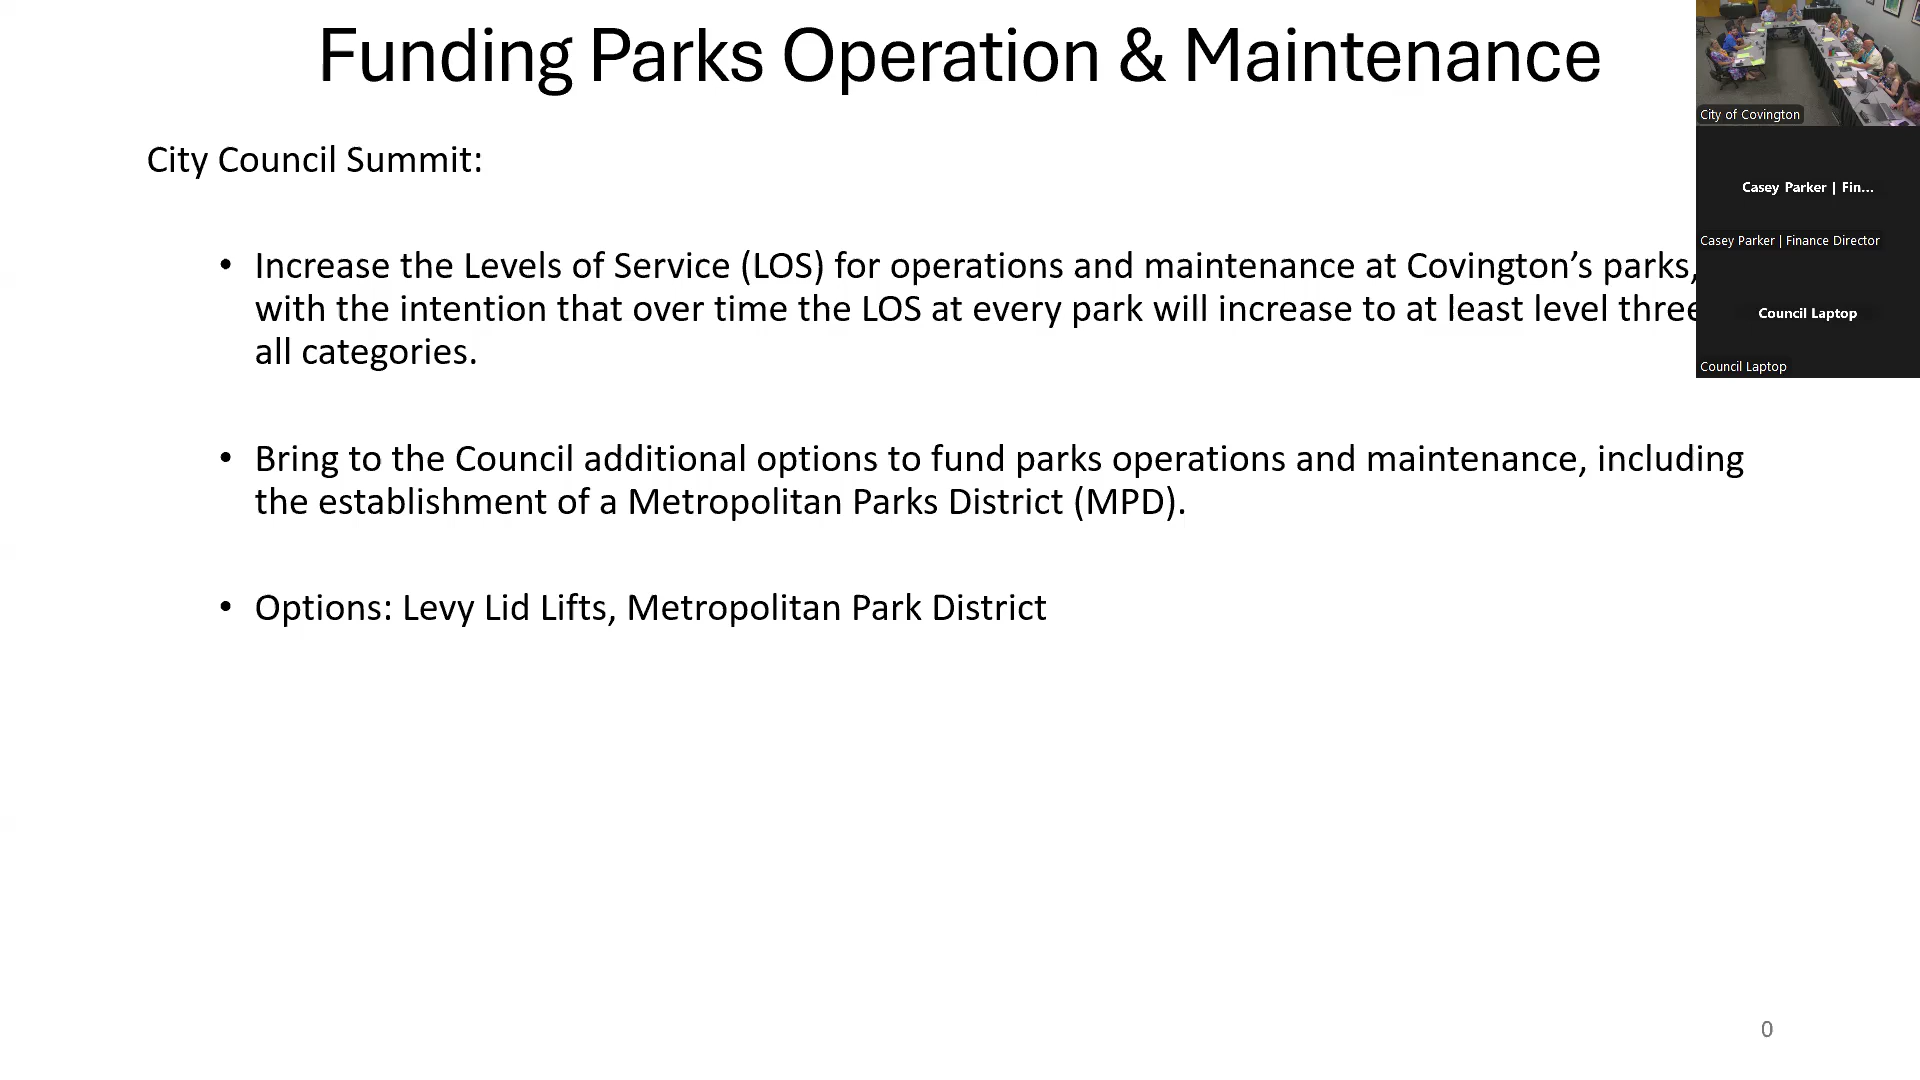 Funding Parks Operation & Maintenance
City Council Summit:
• Increase the Levels of Service (LOS) for operations and maintenance at Covington’s parks,
with the intention that over time the LOS at every park will increase to at least level three
all categories.
• Bring to the Council additional options to fund parks operations and maintenance, including
the establishment of a Metropolitan Parks District (MPD).
• Options: Levy Lid Lifts, Metropolitan Park District
0
City of Covington
Casey Parker | Fin...
Casey Parker | Finance Director
Council Laptop
Council Laptop